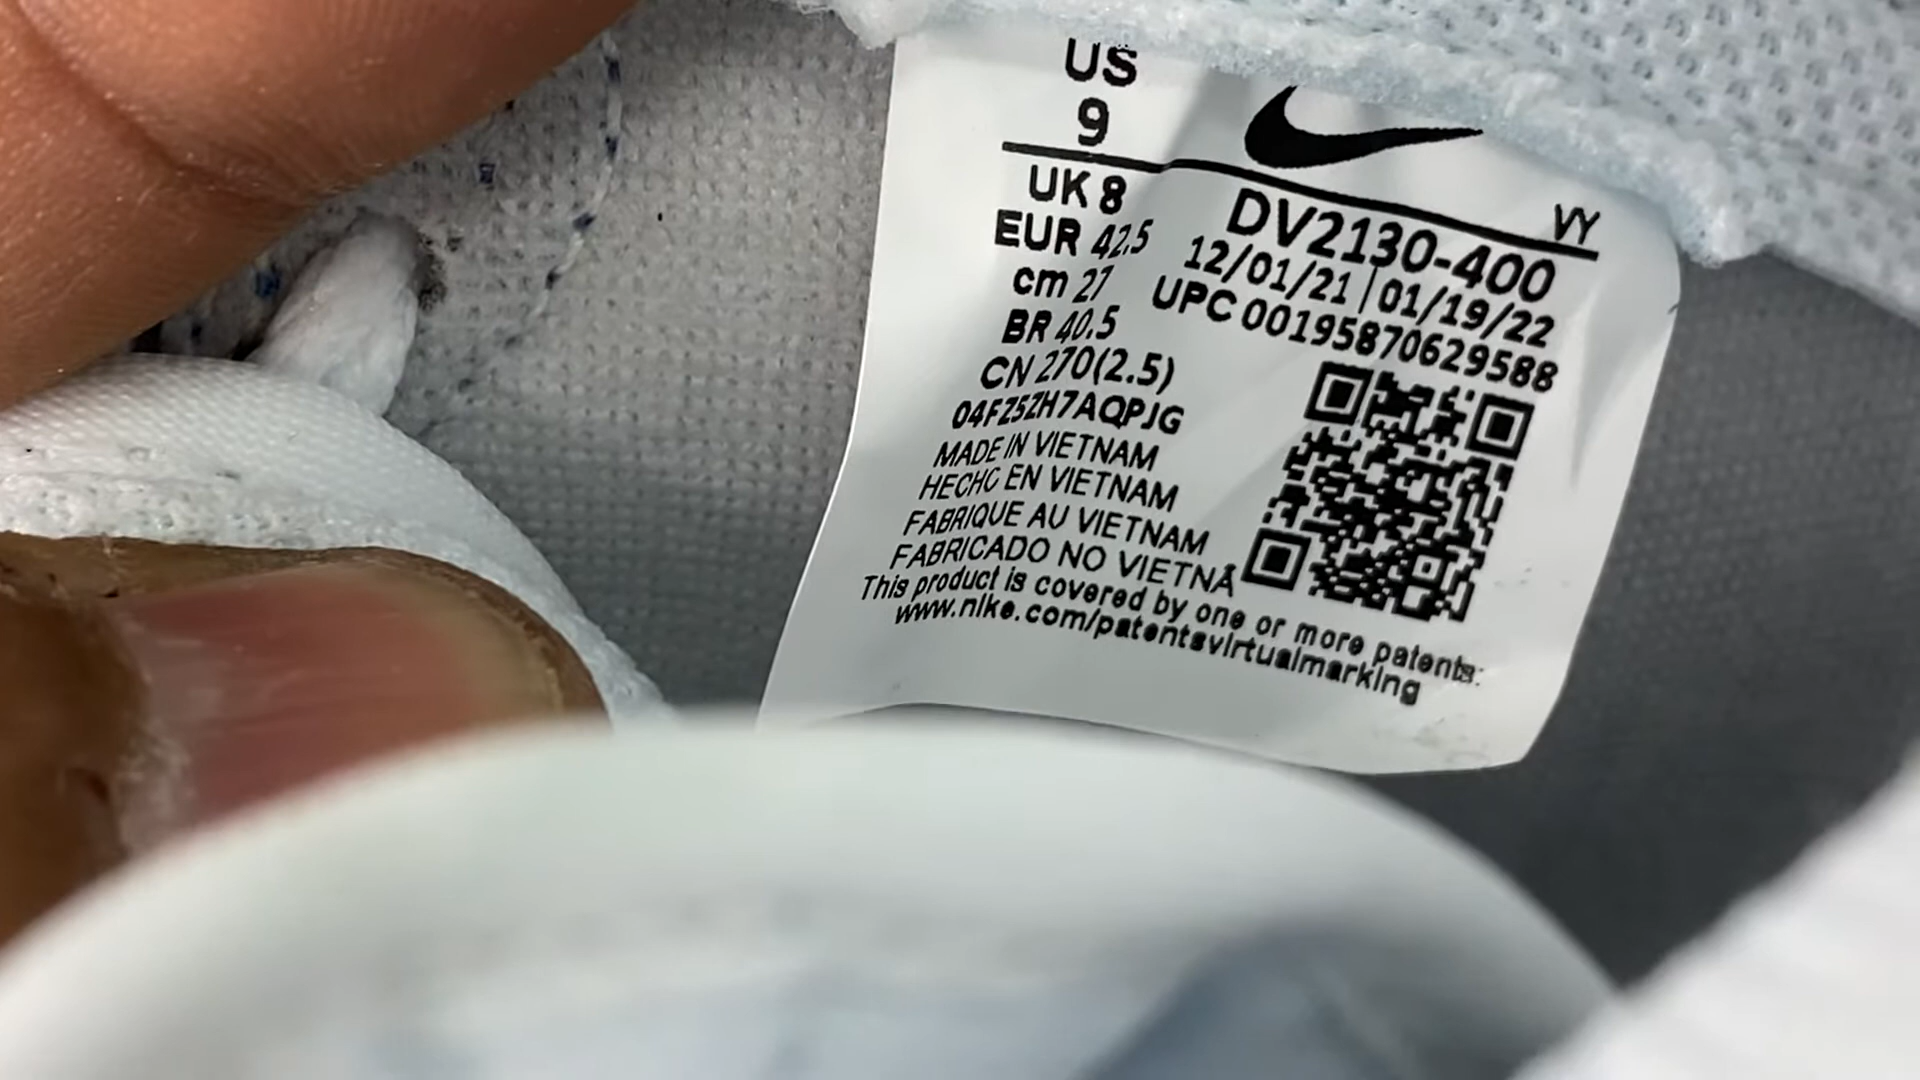 US
9
UK 8
EUR 42.5
cm 27
BR 40.5
CN 270(2.5)
04FZ5ZH7AQPJG
MADE IN VIETNAM
HECHO EN VIETNAM
FABRIQUE AU VIETNAM
FABRICADO NO VIETNÃ
This product is covered by one or more patents:
www.nike.com/patentsvirtualmarking
VY
DV2130-400
12/01/21|01/19/22
UPC 00195870629588